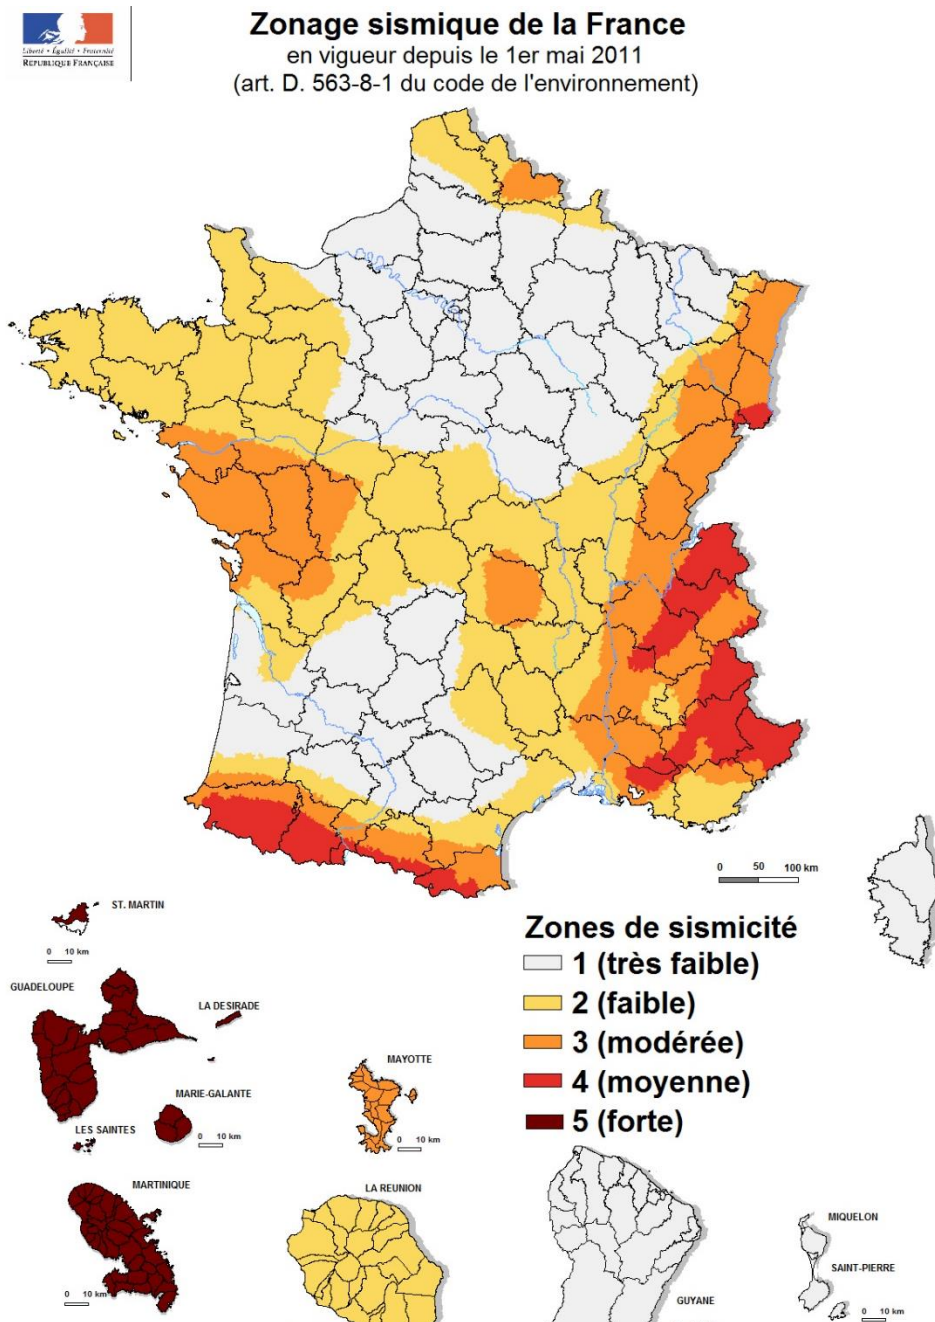 Zonage sismique de la France
en vigueur depuis le 1er mai 2011
(art. D. 563-8-1 du code de l'environnement)
Liberté • Égalité • Fraternité
RÉPUBLIQUE FRANÇAISE
0 50 100 km
ST. MARTIN
0 10 km
GUADELOUPE
LA DESIRADE
MARIE-GALANTE
0 10 km
LES SAINTES
MAYOTTE
0 10 km
Zones de sismicité
1 (très faible)
2 (faible)
3 (modérée)
4 (moyenne)
5 (forte)
MARTINIQUE
0 10 km
LA REUNION
GUYANE
MIQUELON
SAINT-PIERRE
0 10 km